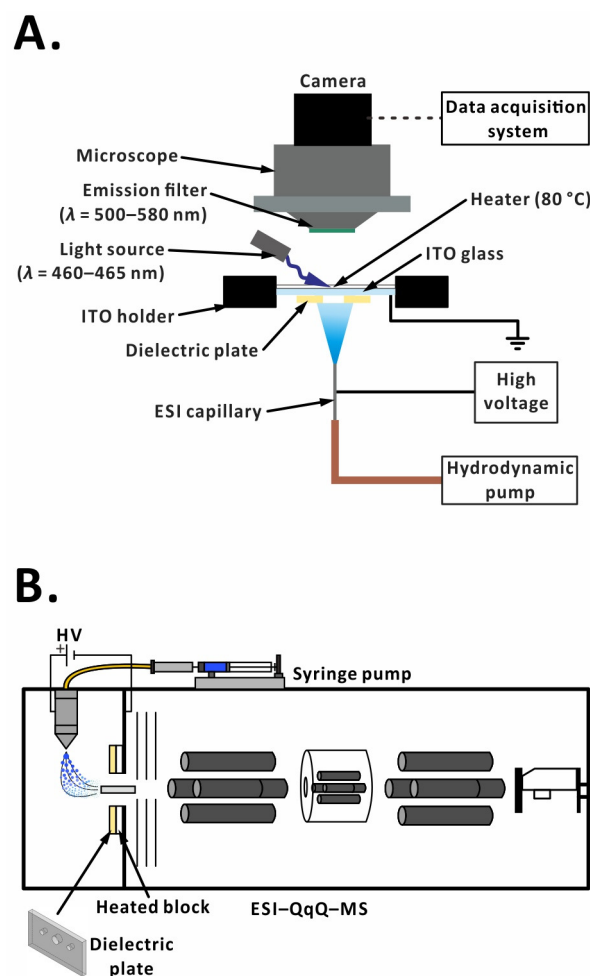 A.
Camera
Data acquisition
system
Microscope
Emission filter
(λ = 500–580 nm)
Heater (80 °C)
Light source
(λ = 460–465 nm)
ITO glass
ITO holder
Dielectric plate
High
voltage
ESI capillary
Hydrodynamic
pump
B.
HV
+
Syringe pump
Heated block
ESI–QqQ–MS
Dielectric
plate